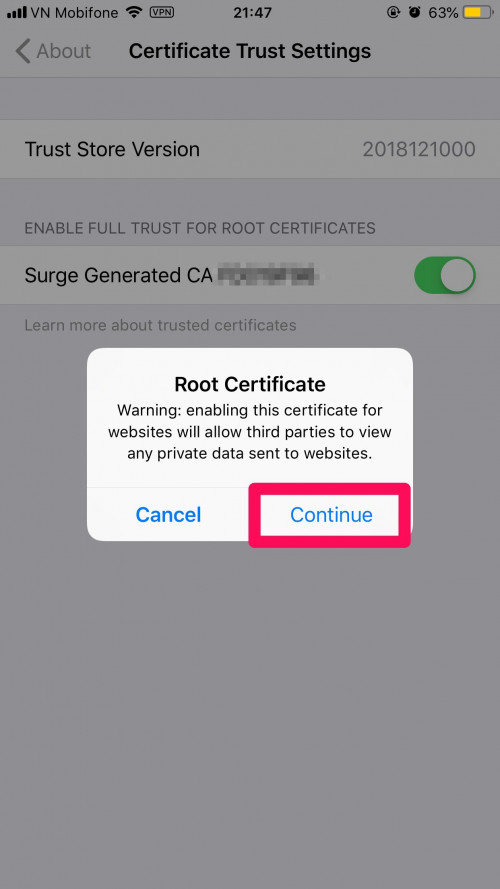 VN Mobifone VPN 21:47 63%
About Certificate Trust Settings
Trust Store Version 2018121000
ENABLE FULL TRUST FOR ROOT CERTIFICATES
Surge Generated CA
Learn more about trusted certificates
Root Certificate
Warning: enabling this certificate for
websites will allow third parties to view
any private data sent to websites.
Cancel Continue